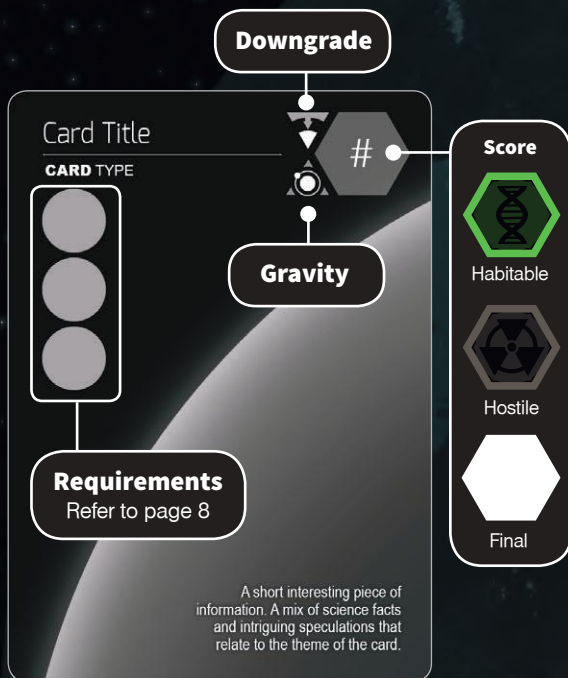 Downgrade
Card Title
CARD TYPE
#
Score
Habitable
Gravity
Hostile
Requirements
Refer to page 8
Final
A short interesting piece of
information. A mix of science facts
and intriguing speculations that
relate to the theme of the card.